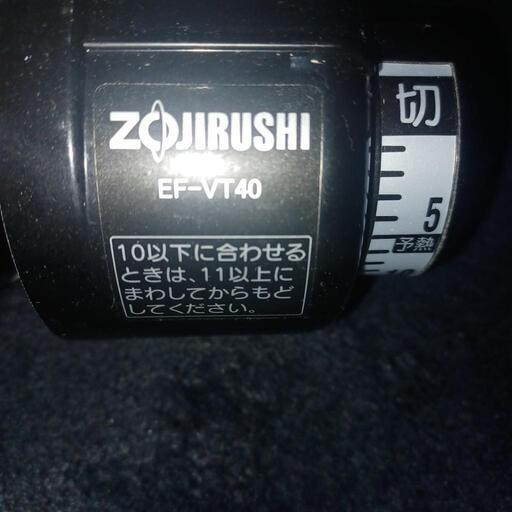 ZOJIRUSHI
EF-VT40
10以下に合わせる
ときは、11以上に
まわしてからもど
してください。
切
5
予熱
10